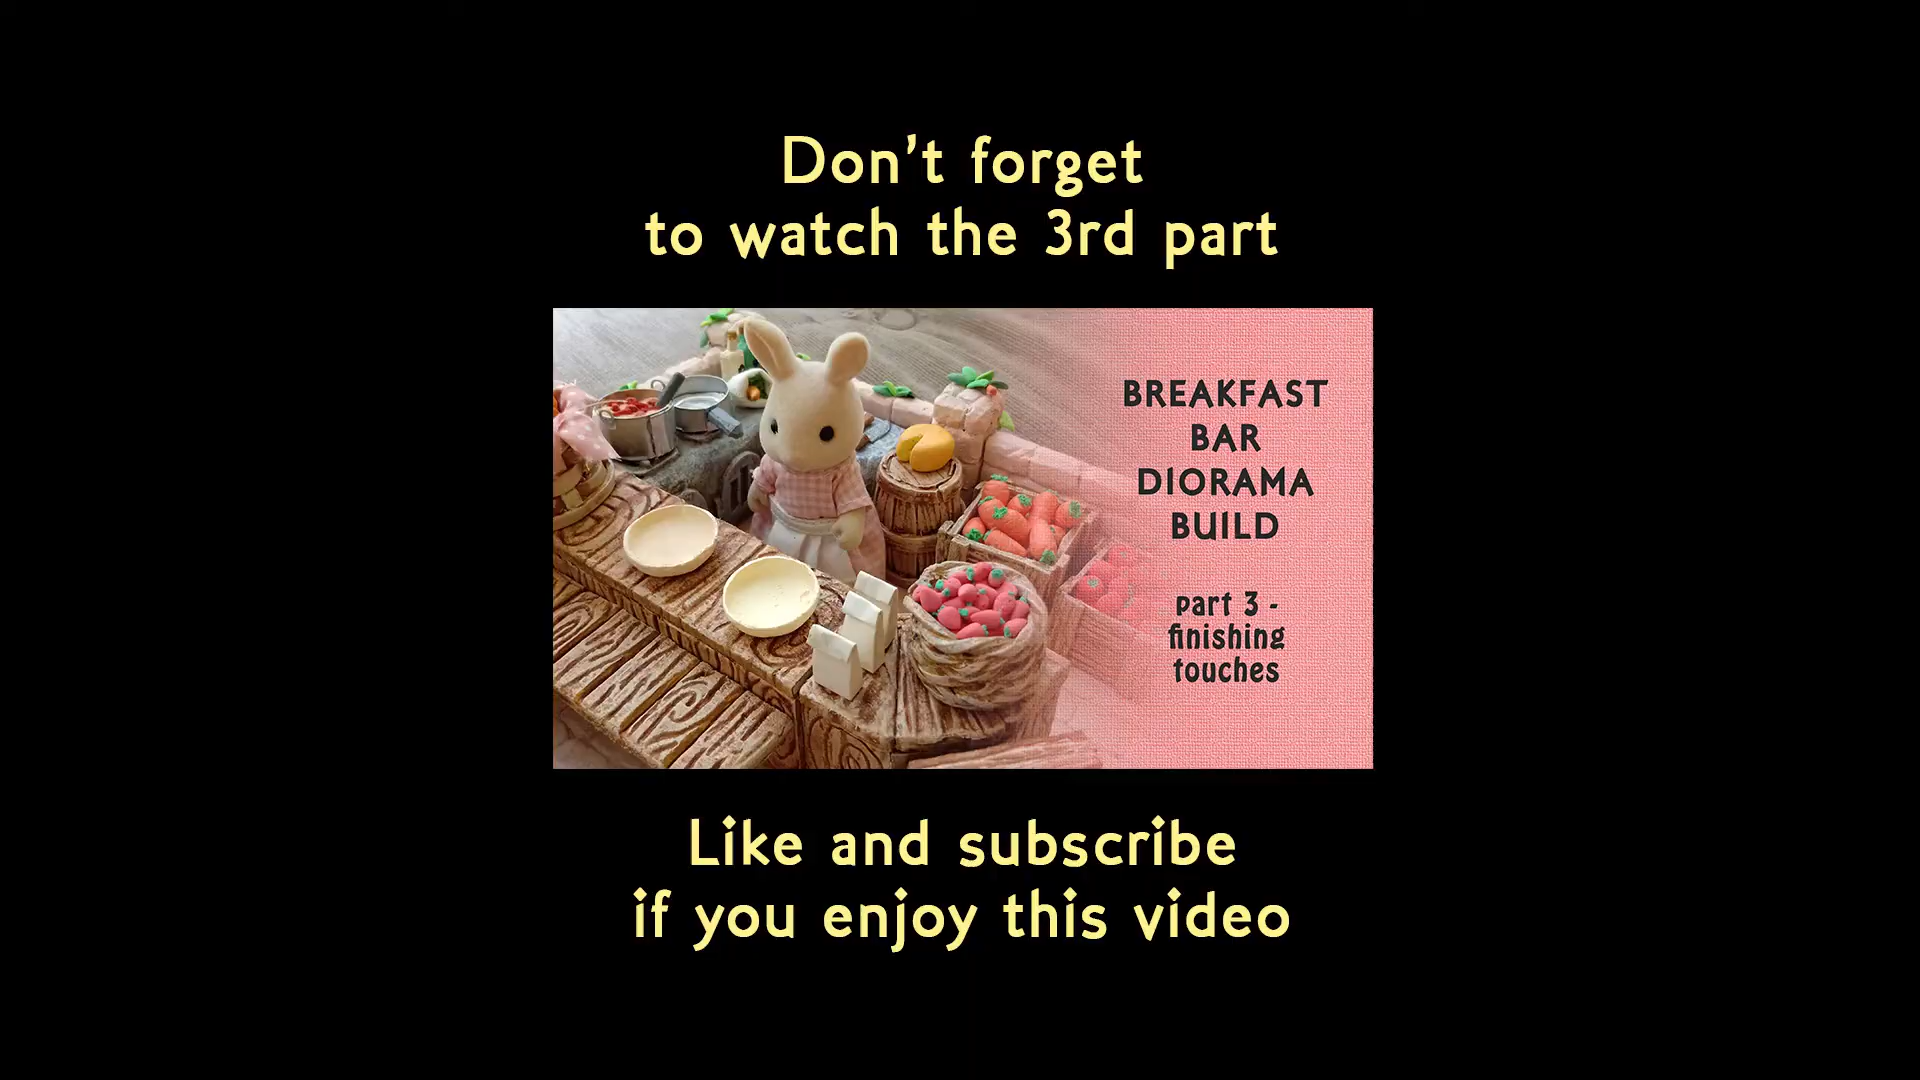 Don't forget
to watch the 3rd part
BREAKFAST
BAR
DIORAMA
BUILD
part 3 -
finishing
touches
Like and subscribe
if you enjoy this video